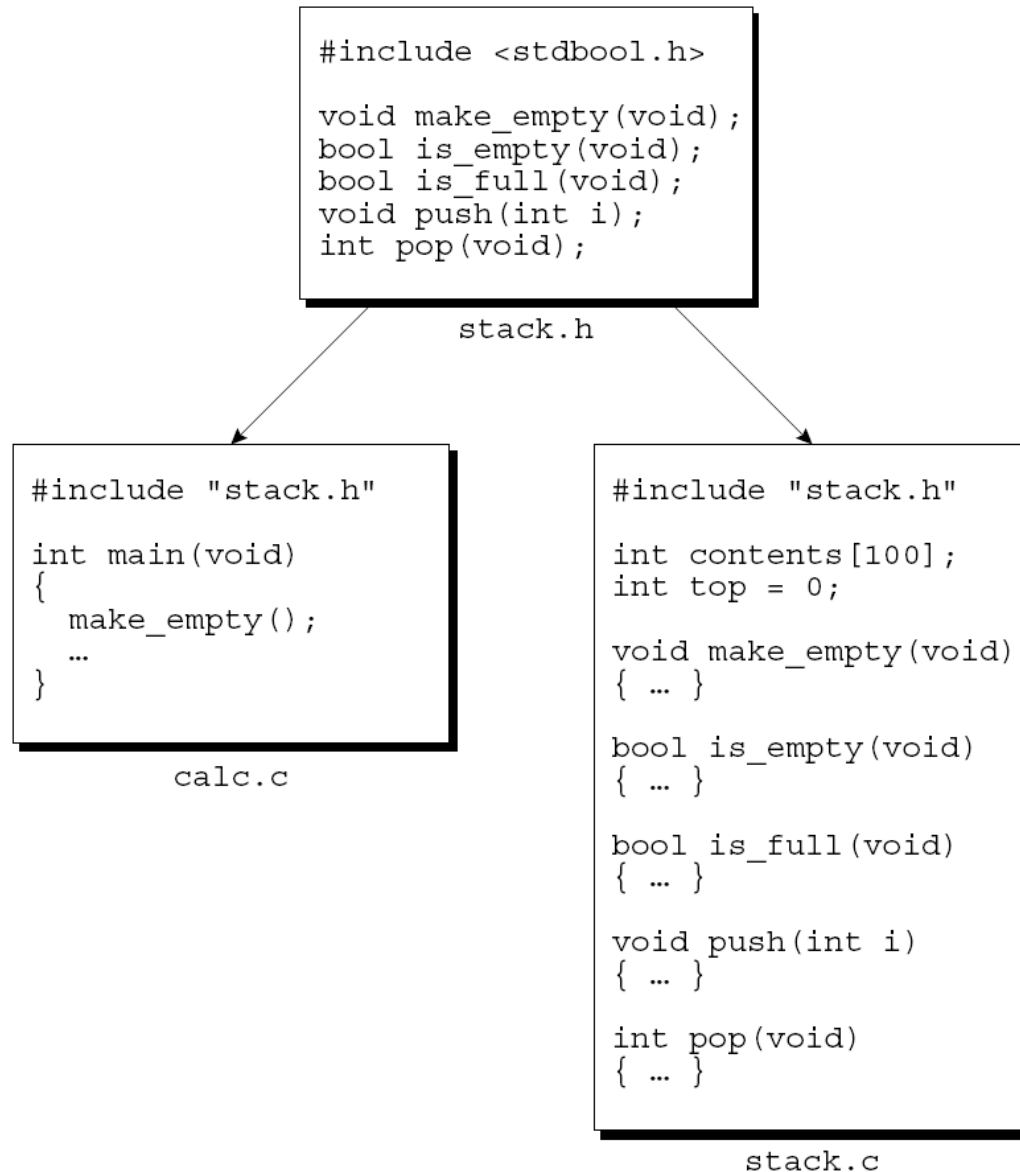 #include <stdbool.h>
void make_empty(void);
bool is_empty(void);
bool is_full(void);
void push(int i);
int pop(void);
stack.h
#include "stack.h"
int main(void)
{
  make_empty();
  …
}
calc.c
#include "stack.h"
int contents[100];
int top = 0;
void make_empty(void)
{ … }
bool is_empty(void)
{ … }
bool is_full(void)
{ … }
void push(int i)
{ … }
int pop(void)
{ … }
stack.c